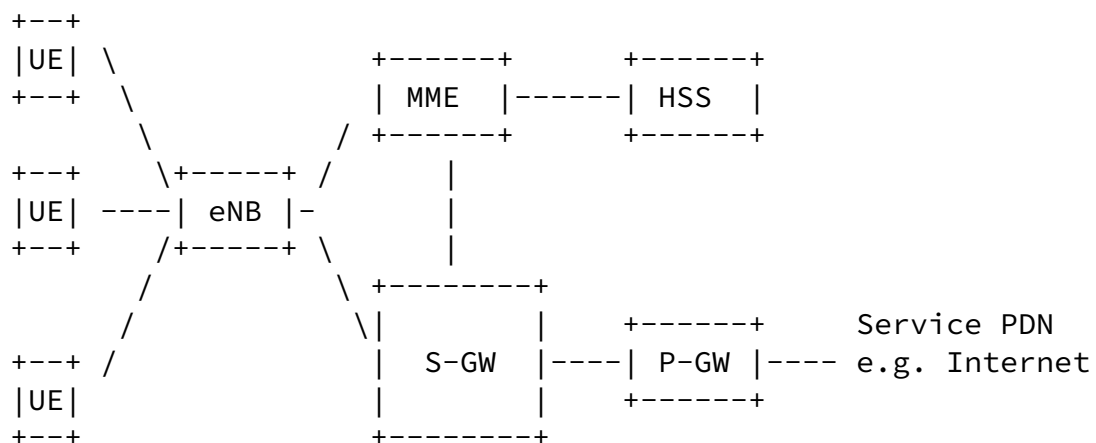 UE
MME HSS
UE eNB
Service PDN
S-GW P-GW e.g. Internet
UE